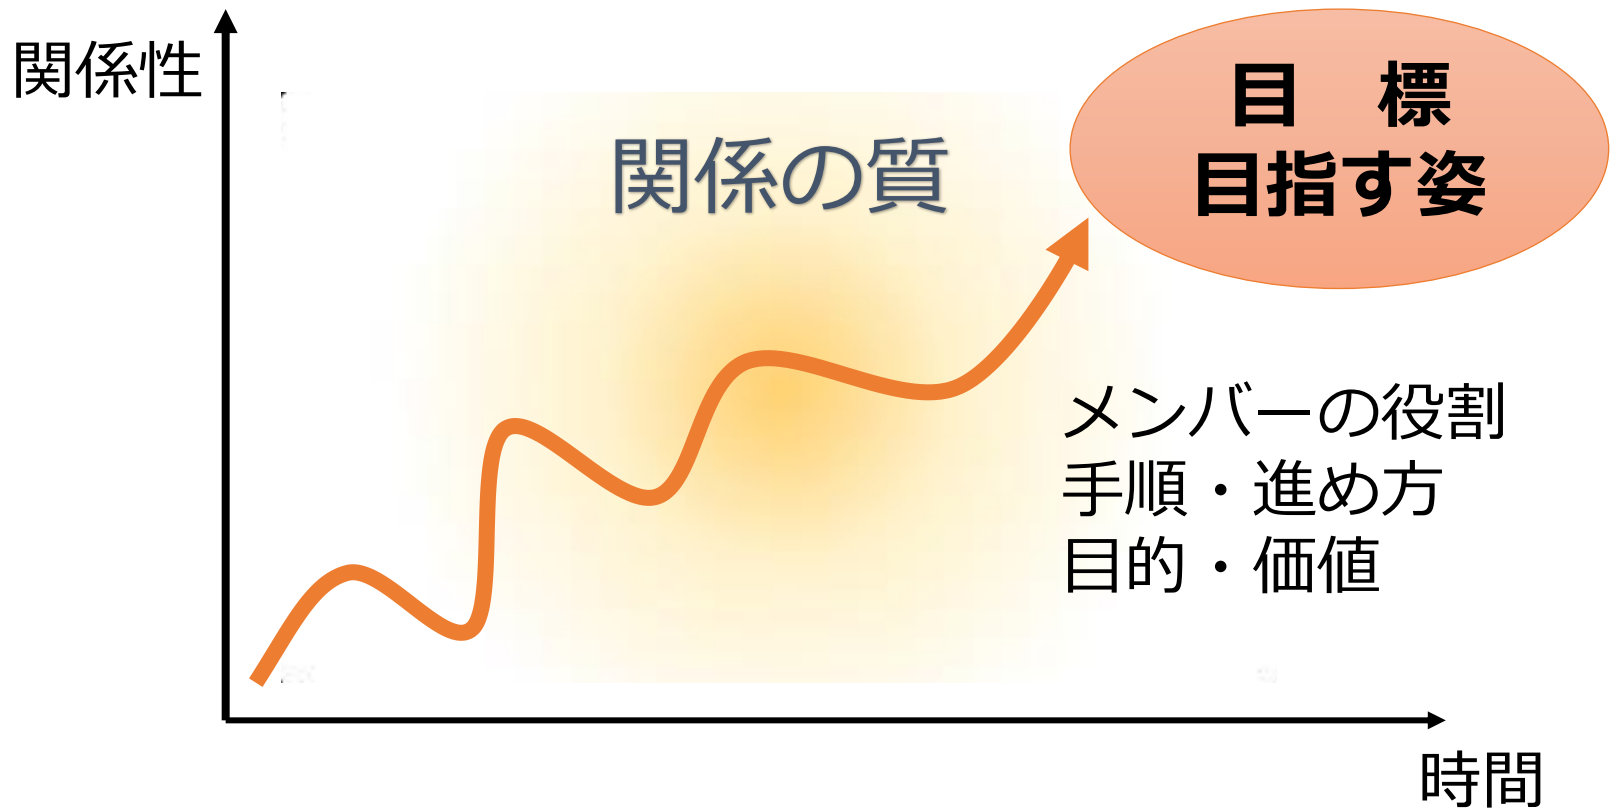 関係性
関係の質
目　標
目指す姿
メンバーの役割
手順・進め方
目的・価値
時間